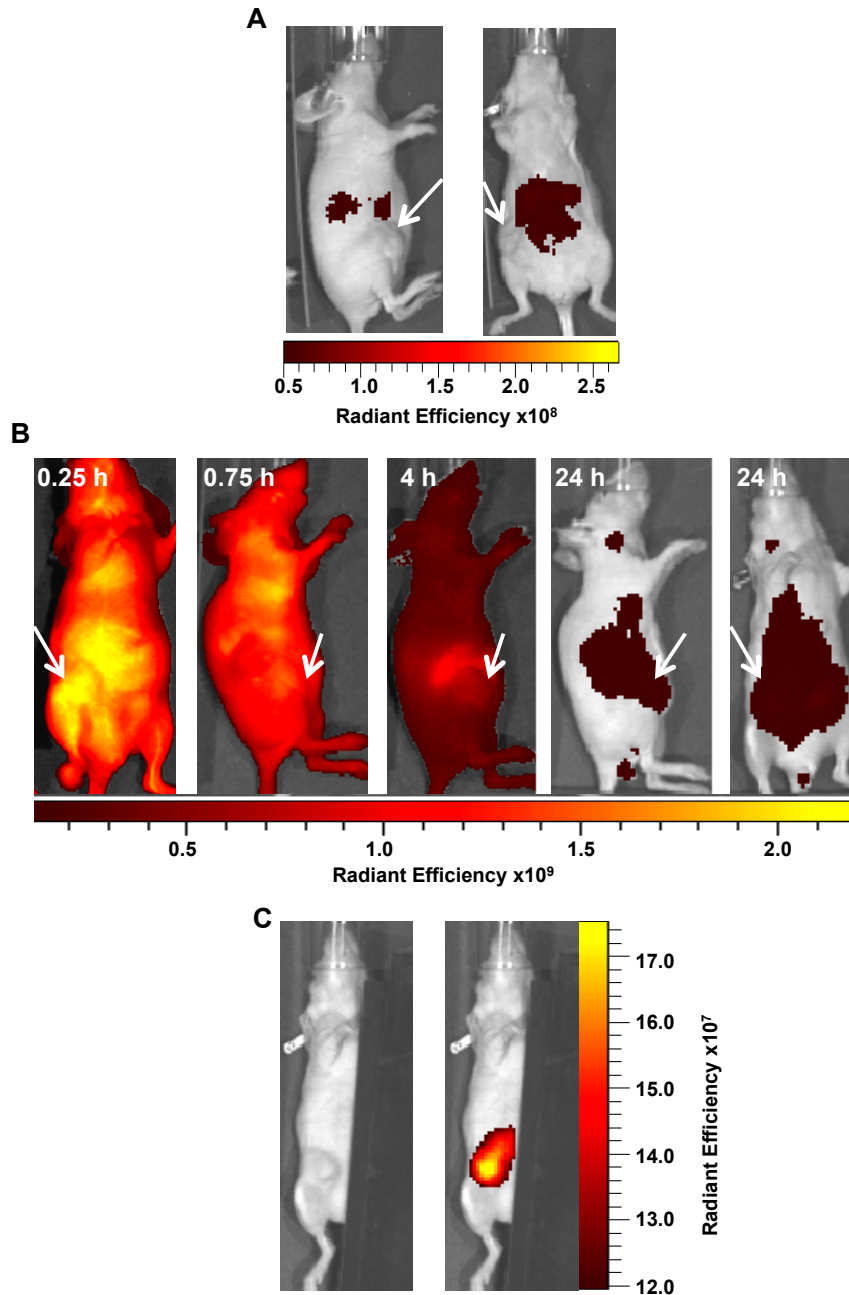 A
0.5 1.0 1.5 2.0 2.5
Radiant Efficiency x10⁸
B
0.25 h 0.75 h 4 h 24 h 24 h
0.5 1.0 1.5 2.0
Radiant Efficiency x10⁹
C
17.0
16.0
15.0
14.0
13.0
12.0
Radiant Efficiency x10⁷